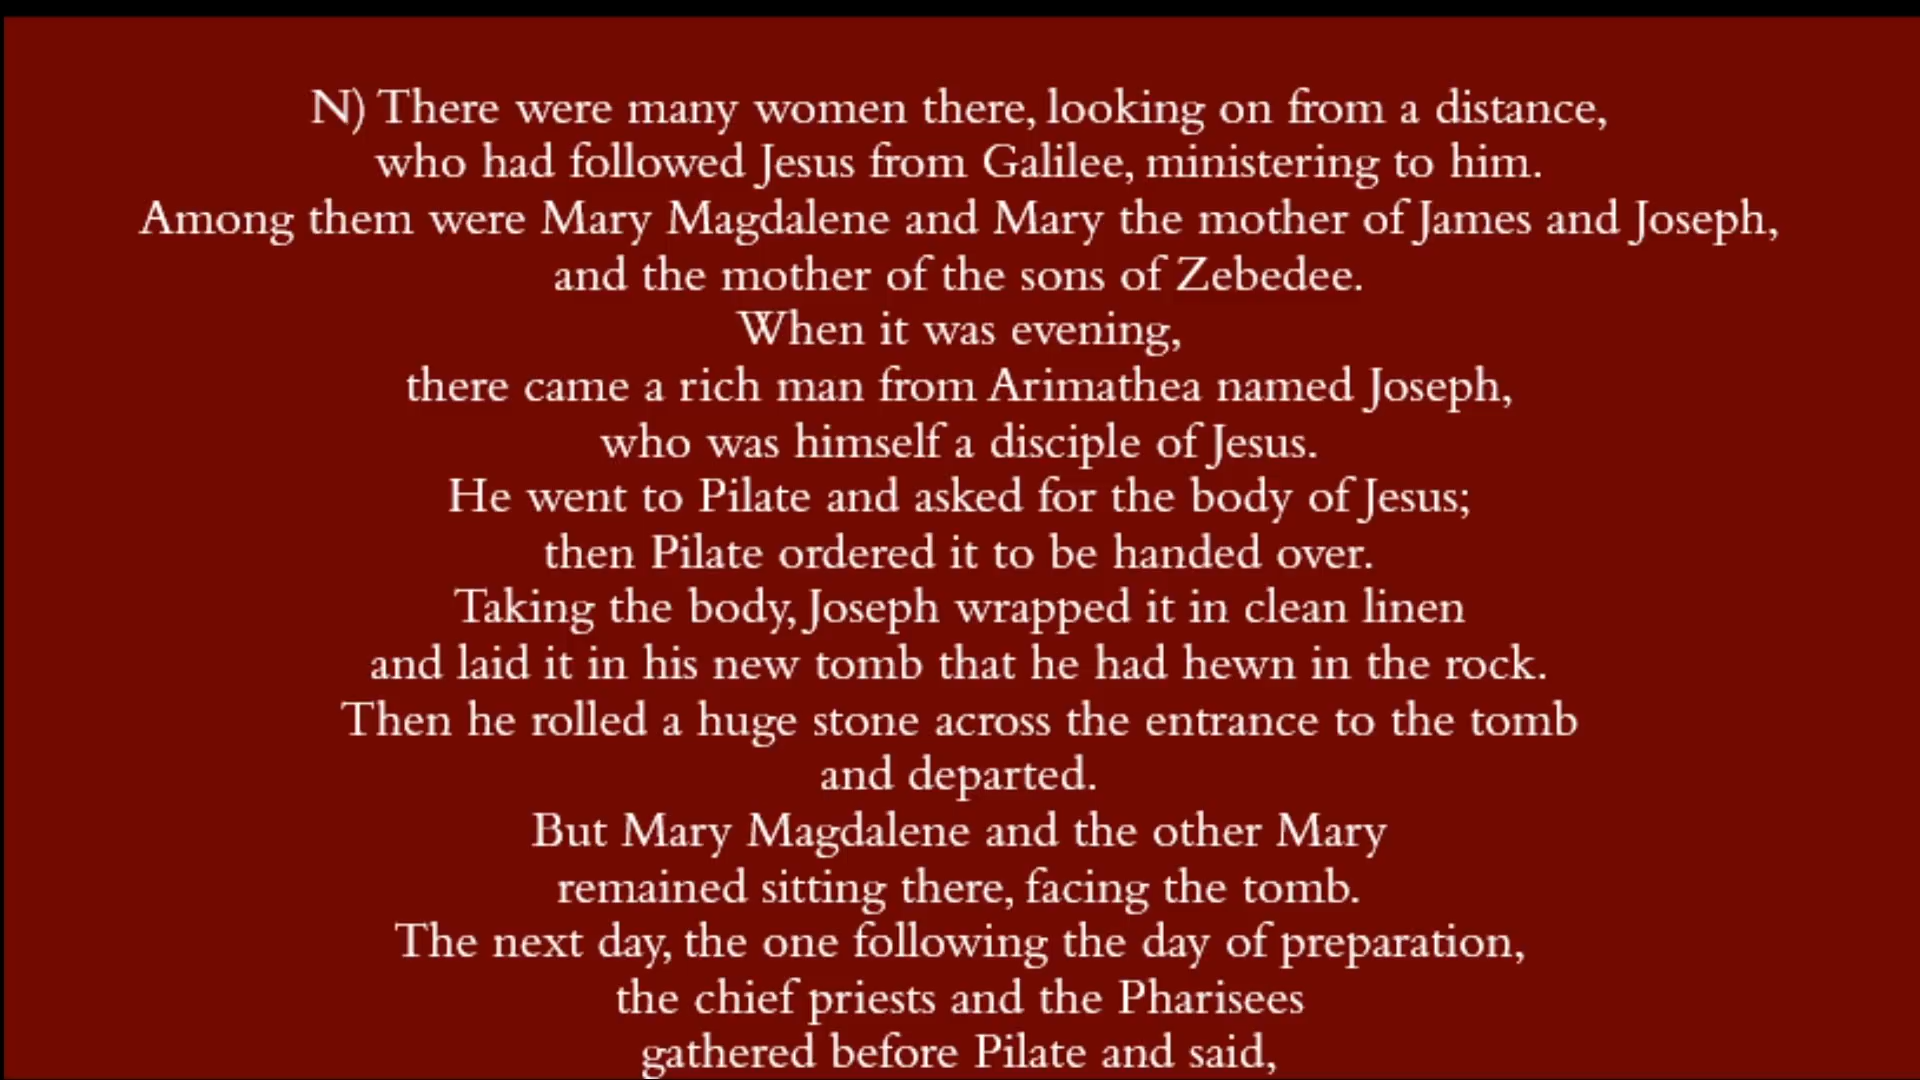 N) There were many women there, looking on from a distance,
who had followed Jesus from Galilee, ministering to him.
Among them were Mary Magdalene and Mary the mother of James and Joseph,
and the mother of the sons of Zebedee.
When it was evening,
there came a rich man from Arimathea named Joseph,
who was himself a disciple of Jesus.
He went to Pilate and asked for the body of Jesus;
then Pilate ordered it to be handed over.
Taking the body, Joseph wrapped it in clean linen
and laid it in his new tomb that he had hewn in the rock.
Then he rolled a huge stone across the entrance to the tomb
and departed.
But Mary Magdalene and the other Mary
remained sitting there, facing the tomb.
The next day, the one following the day of preparation,
the chief priests and the Pharisees
gathered before Pilate and said,